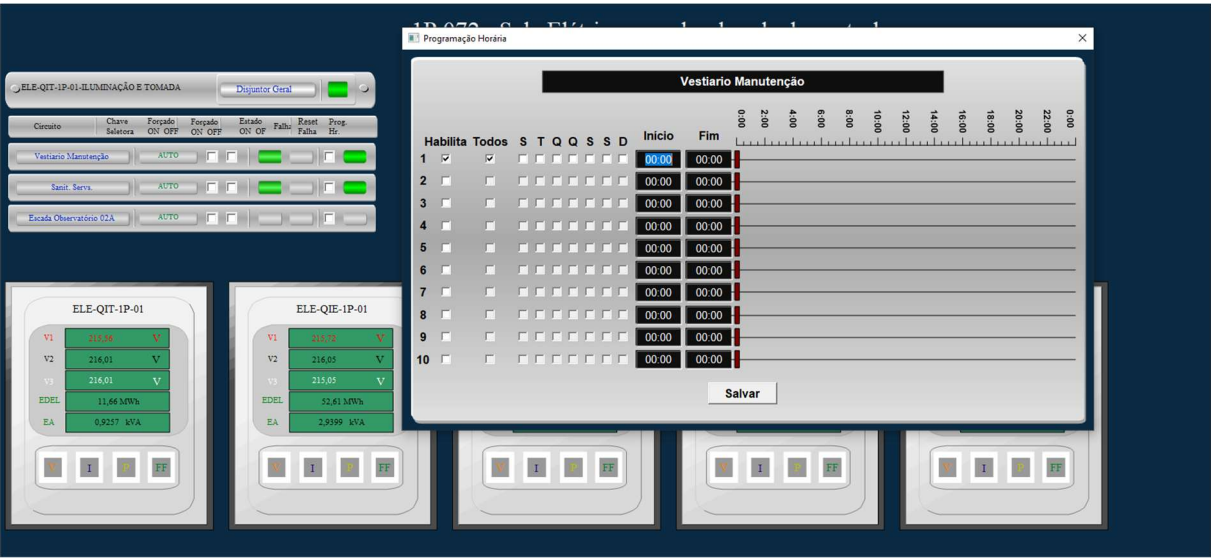 Programação Horária
ELE-QIT-1P-01-ILUMINAÇÃO E TOMADA
Disjuntor Geral
Circuito Chave Seletora Forçado ON OFF Forçado ON OFF Estado ON OF Falha Reset Falha Prog. Hr.
Vestiario Manutenção AUTO
Sanit. Servs. AUTO
Escada Observatório 02A AUTO
Vestiario Manutenção
0:00 2:00 4:00 6:00 8:00 10:00 12:00 14:00 16:00 18:00 20:00 22:00 0:00
Habilita Todos S T Q Q S S D Inicio Fim
1 00:00 00:00
2 00:00 00:00
3 00:00 00:00
4 00:00 00:00
5 00:00 00:00
6 00:00 00:00
7 00:00 00:00
8 00:00 00:00
9 00:00 00:00
10 00:00 00:00
Salvar
ELE-QIT-1P-01
V1 215,56 V
V2 216,01 V
V3 216,01 V
EDEL 11,66 MWh
EA 0,9257 kVA
V I P FF
ELE-QIE-1P-01
V1 215,72 V
V2 216,05 V
V3 215,05 V
EDEL 52,61 MWh
EA 2,9399 kVA
V I P FF
V I P FF
V I P FF
V I P FF